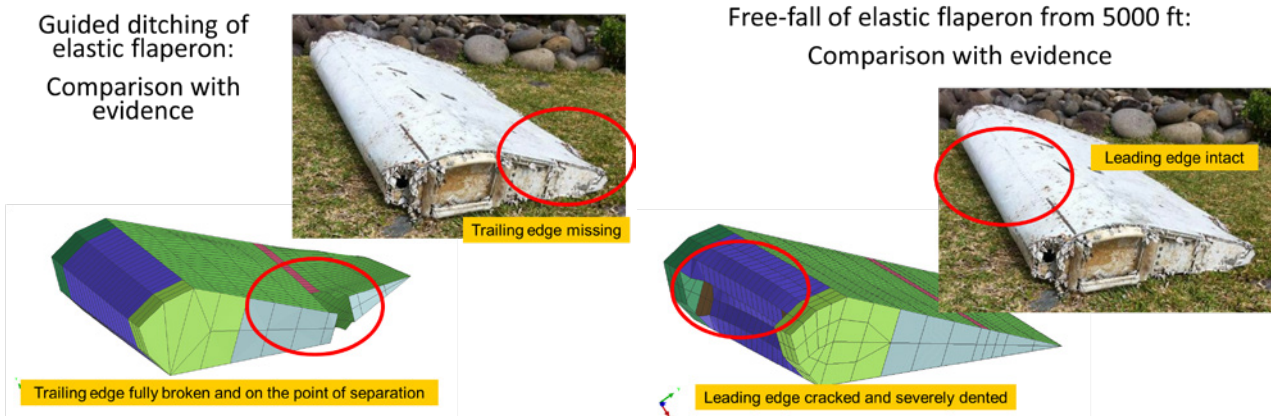 Guided ditching of
elastic flaperon:
Comparison with
evidence
Trailing edge missing
Trailing edge fully broken and on the point of separation
Free-fall of elastic flaperon from 5000 ft:
Comparison with evidence
Leading edge intact
Leading edge cracked and severely dented